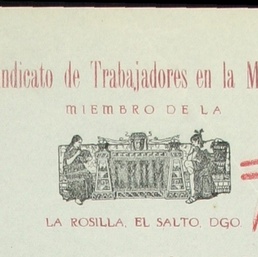 ndicato de Trabajadores en la M
MIEMBRO DE LA
LA ROSILLA, EL SALTO, DGO.